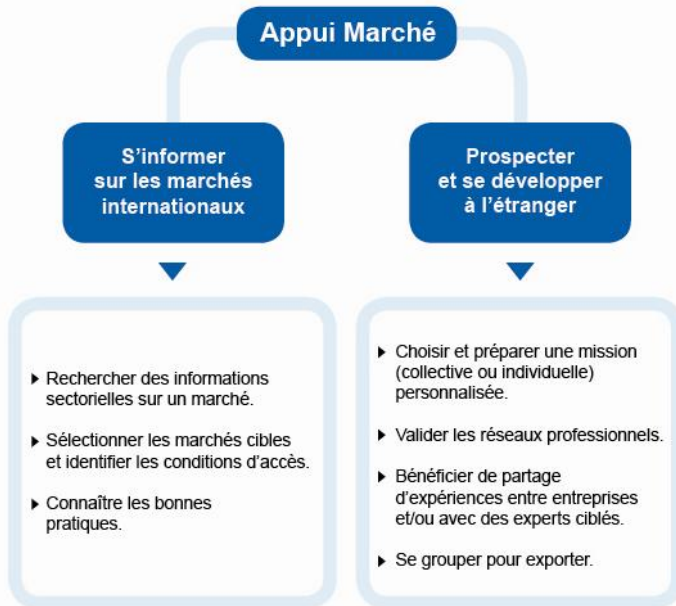 Appui Marché
S'informer
sur les marchés
internationaux
Rechercher des informations
sectorielles sur un marché.
Sélectionner les marchés cibles
et identifier les conditions d'accès.
Connaître les bonnes
pratiques.
Prospecter
et se développer
à l'étranger
Choisir et préparer une mission
(collective ou individuelle)
personnalisée.
Valider les réseaux professionnels.
Bénéficier de partage
d'expériences entre entreprises
et/ou avec des experts ciblés.
Se grouper pour exporter.